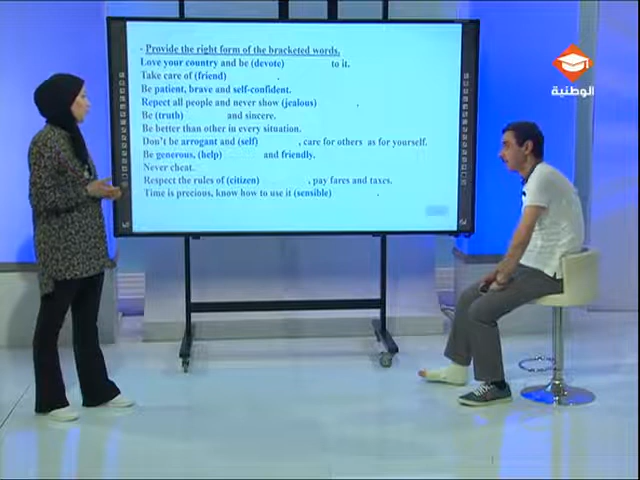 - Provide the right form of the bracketed words.
Love your country and be (devote) to it.
Take care of (friend) .
Be patient, brave and self-confident.
Repect all people and never show (jealous) .
Be (truth) and sincere.
Be better than other in every situation.
Don't be arrogant and (self) , care for others as for yourself.
Be generous, (help) and friendly.
Never cheat.
Respect the rules of (citizen) , pay fares and taxes.
Time is precious, know how to use it (sensible) .
الوطنية